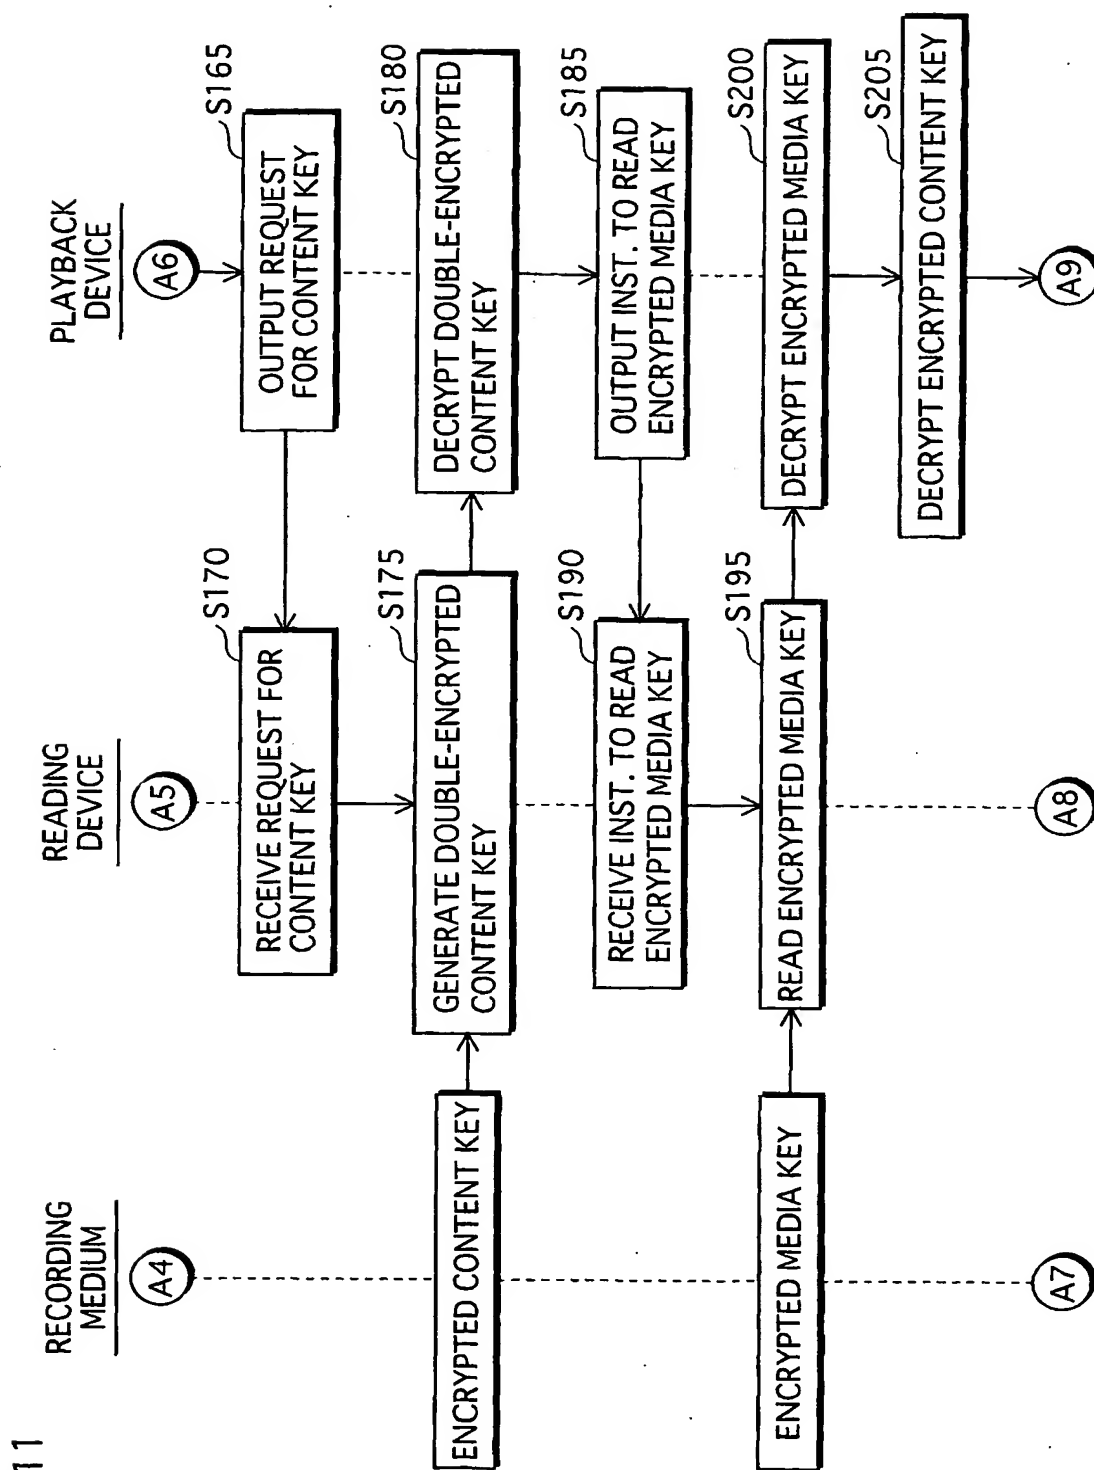 11
RECORDING
MEDIUM
READING
DEVICE
PLAYBACK
DEVICE
A4
A5
A6
S165
OUTPUT REQUEST
FOR CONTENT KEY
S170
RECEIVE REQUEST FOR
CONTENT KEY
ENCRYPTED CONTENT KEY
S175
GENERATE DOUBLE-ENCRYPTED
CONTENT KEY
S180
DECRYPT DOUBLE-ENCRYPTED
CONTENT KEY
S185
OUTPUT INST. TO READ
ENCRYPTED MEDIA KEY
S190
RECEIVE INST. TO READ
ENCRYPTED MEDIA KEY
ENCRYPTED MEDIA KEY
S195
READ ENCRYPTED MEDIA KEY
S200
DECRYPT ENCRYPTED MEDIA KEY
S205
DECRYPT ENCRYPTED CONTENT KEY
A7
A8
A9